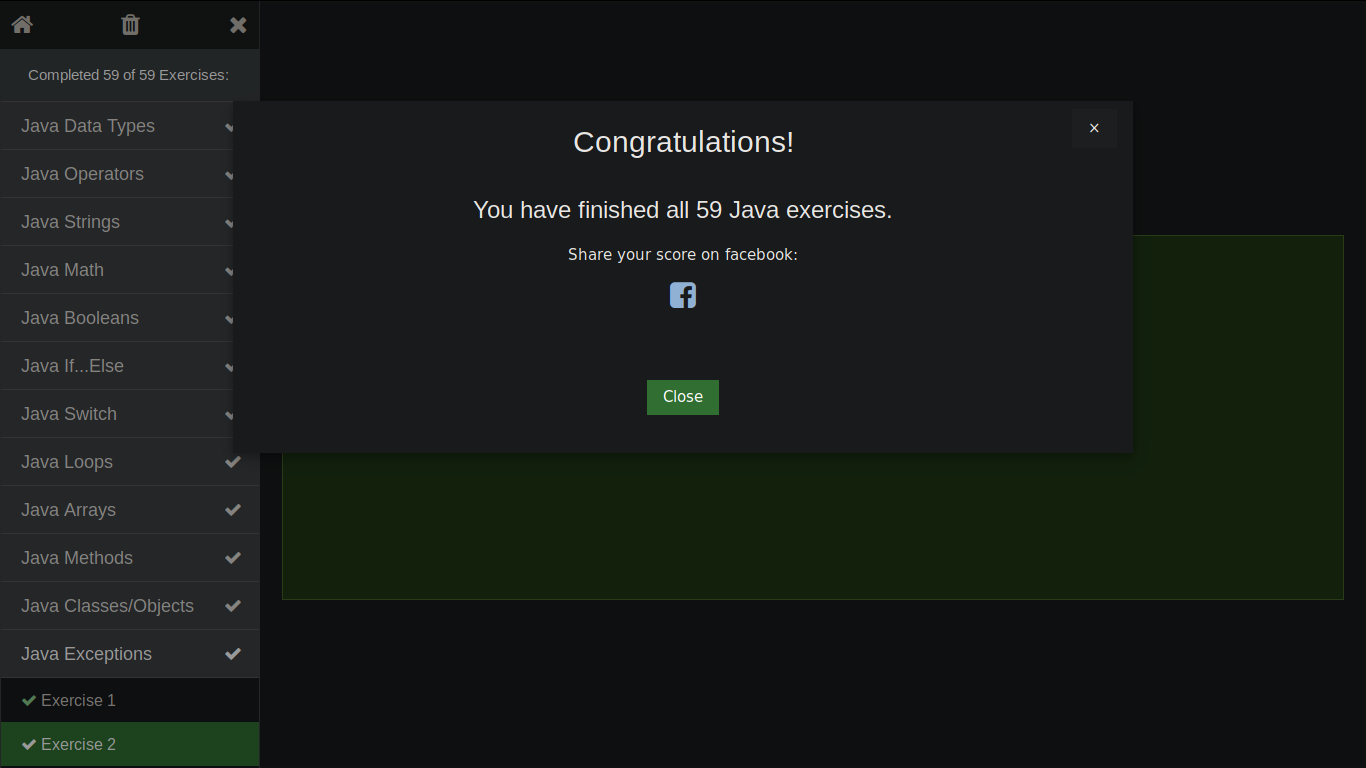 Completed 59 of 59 Exercises:
Java Data Types
Java Operators
Java Strings
Java Math
Java Booleans
Java If...Else
Java Switch
Java Loops
Java Arrays
Java Methods
Java Classes/Objects
Java Exceptions
Exercise 1
Exercise 2
×
Congratulations!
You have finished all 59 Java exercises.
Share your score on facebook:
Close